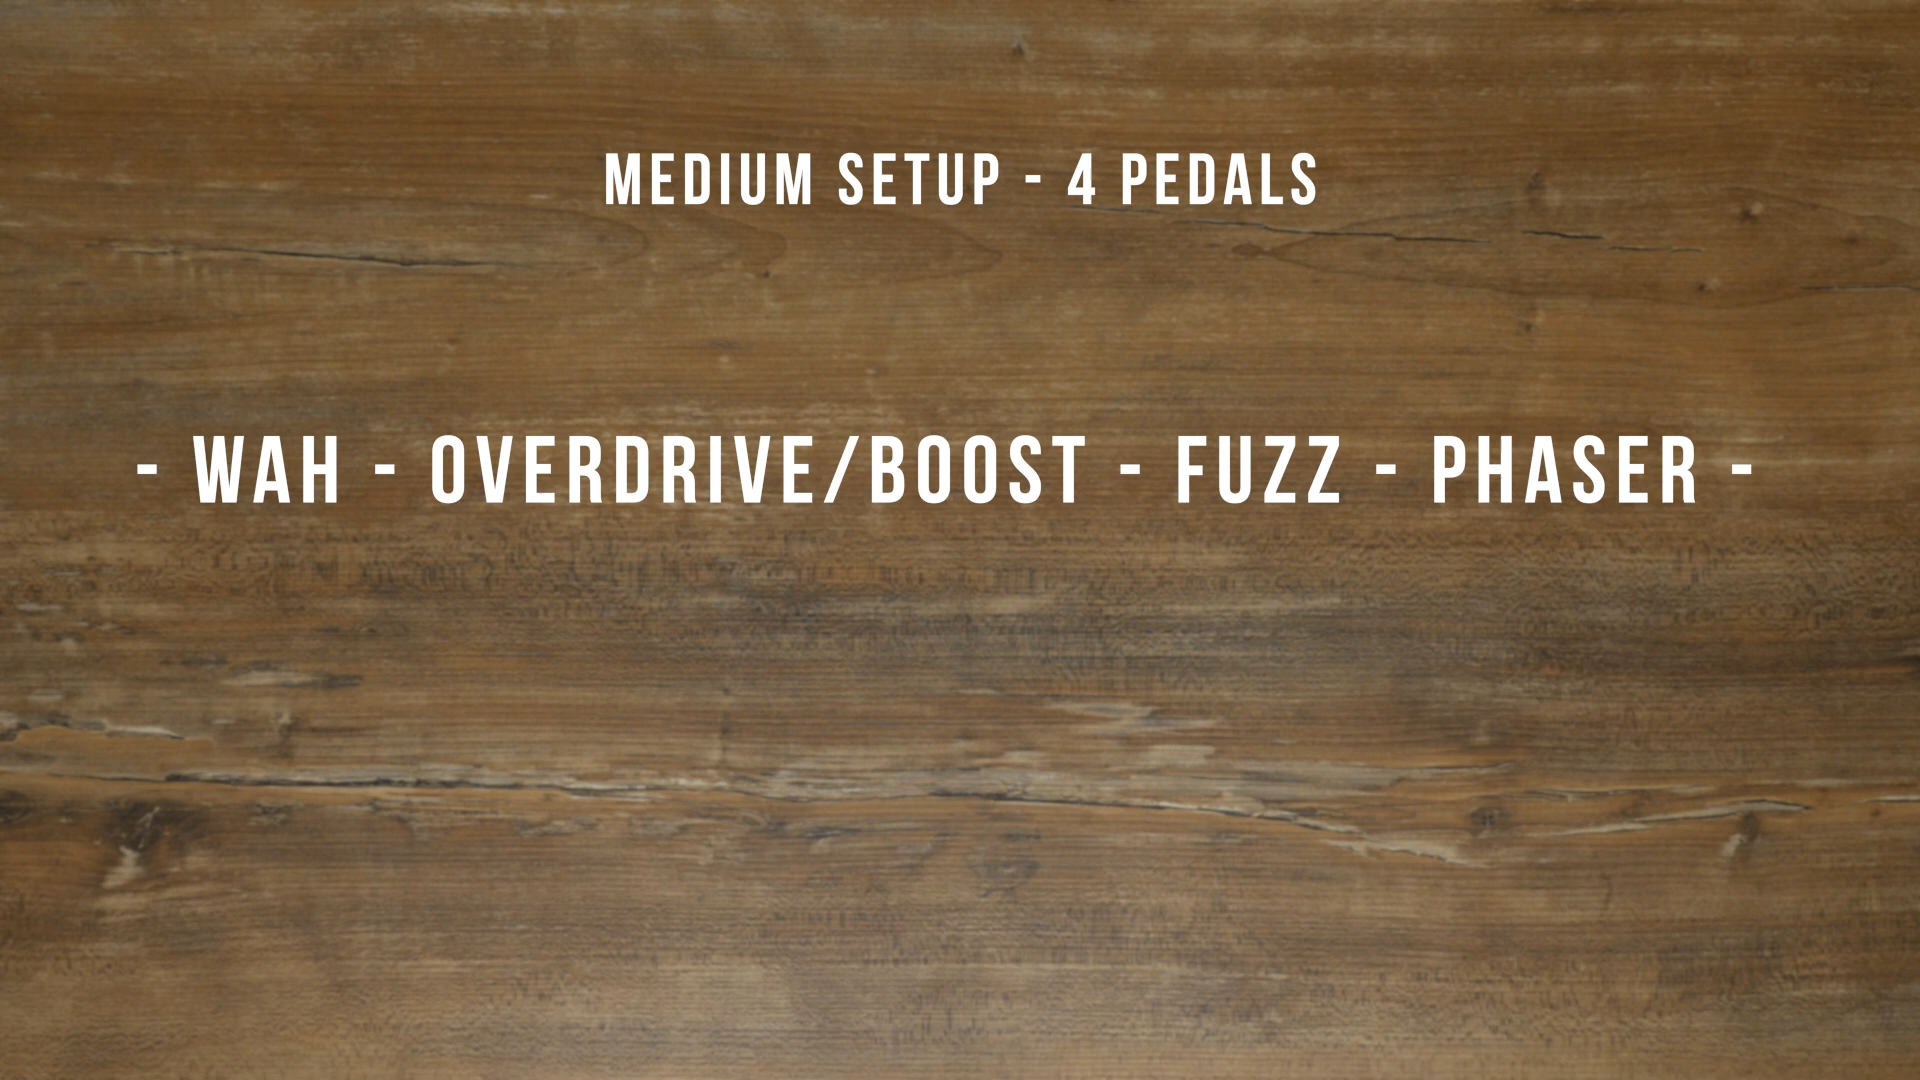 MEDIUM SETUP - 4 PEDALS
- WAH - OVERDRIVE/BOOST - FUZZ - PHASER -